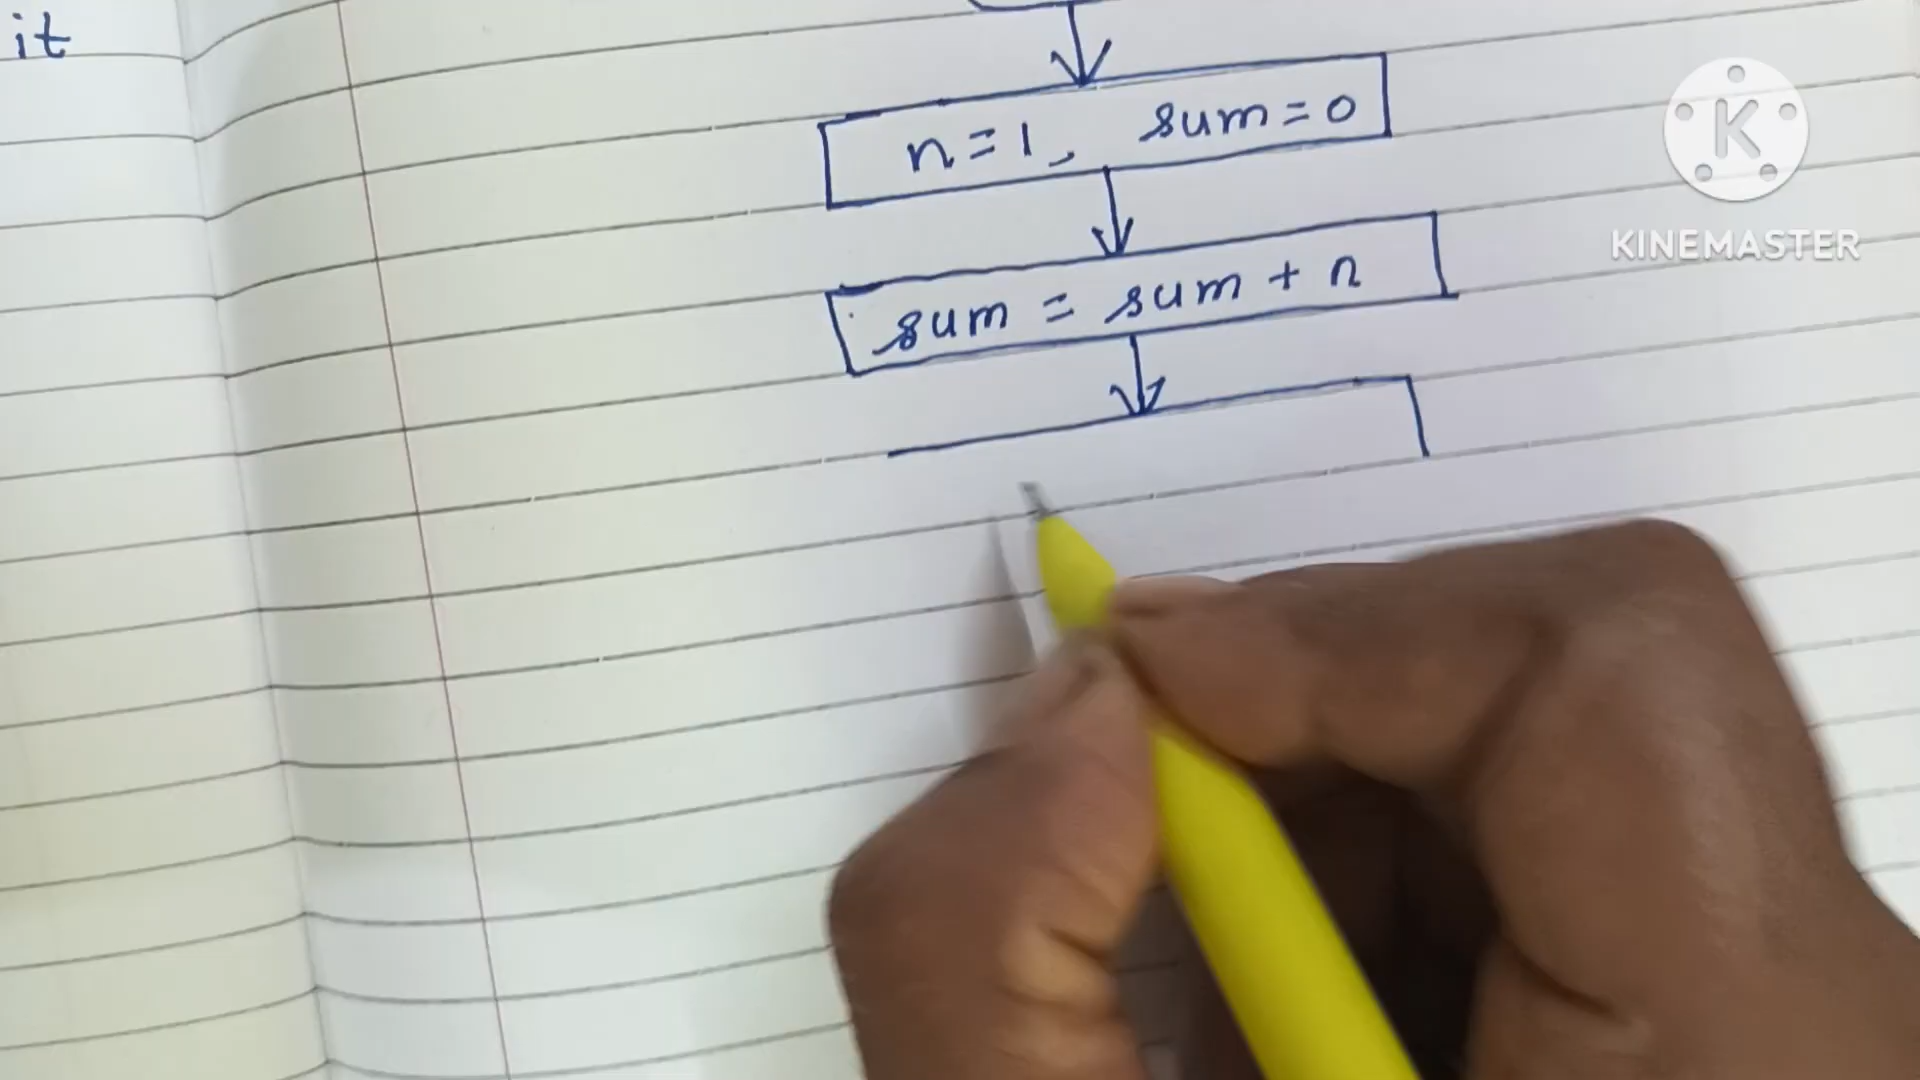 it
n=1, sum=0
sum = sum + n
K
KINEMASTER